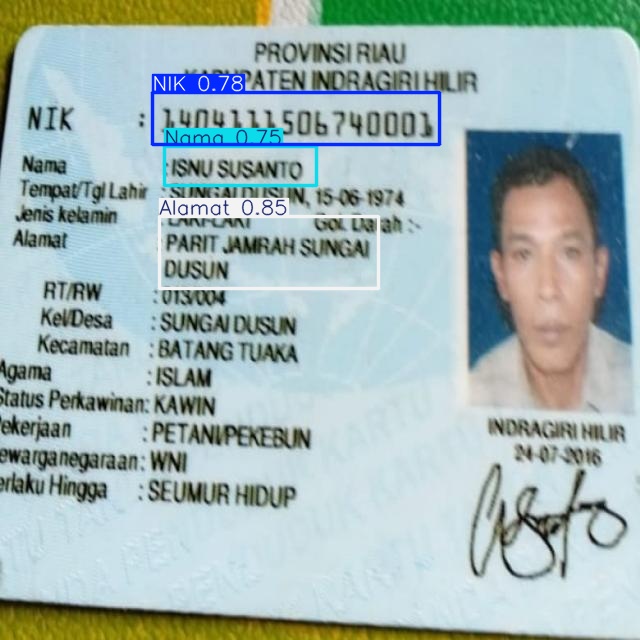 PROVINSI RIAU
KABUPATEN INDRAGIRI HILIR
NIK 0.78
NIK : 1404111506740001
Nama 0.75
Nama : ISNU SUSANTO
Tempat/Tgl Lahir : SUNGAI DUSUN, 15-06-1974
Alamat 0.85
Jenis kelamin : LAKI-LAKI Gol. Darah :-
Alamat : PARIT JAMRAH SUNGAI
DUSUN
RT/RW : 013/004
Kel/Desa : SUNGAI DUSUN
Kecamatan : BATANG TUAKA
Agama : ISLAM
Status Perkawinan: KAWIN
ekerjaan : PETANI/PEKEBUN
ewarganegaraan: WNI
erlaku Hingga : SEUMUR HIDUP
INDRAGIRI HILIR
24-07-2016